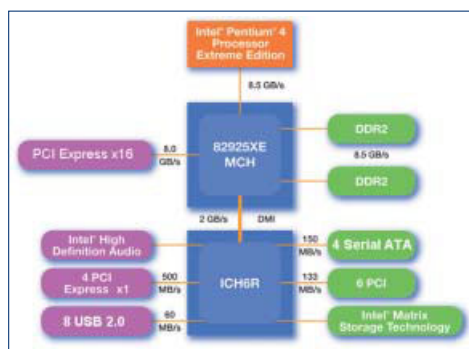 Intel® Pentium® 4
Processor
Extreme Edition
8.5 GB/s
DDR2
PCI Express x16
8.0
GB/s
82925XE
MCH
8.5 GB/s
DDR2
2 GB/s
DMI
Intel® High
Definition Audio
150
MB/s
4 Serial ATA
4 PCI
Express x1
500
MB/s
ICH6R
133
MB/s
6 PCI
8 USB 2.0
60
MB/s
Intel® Matrix
Storage Technology